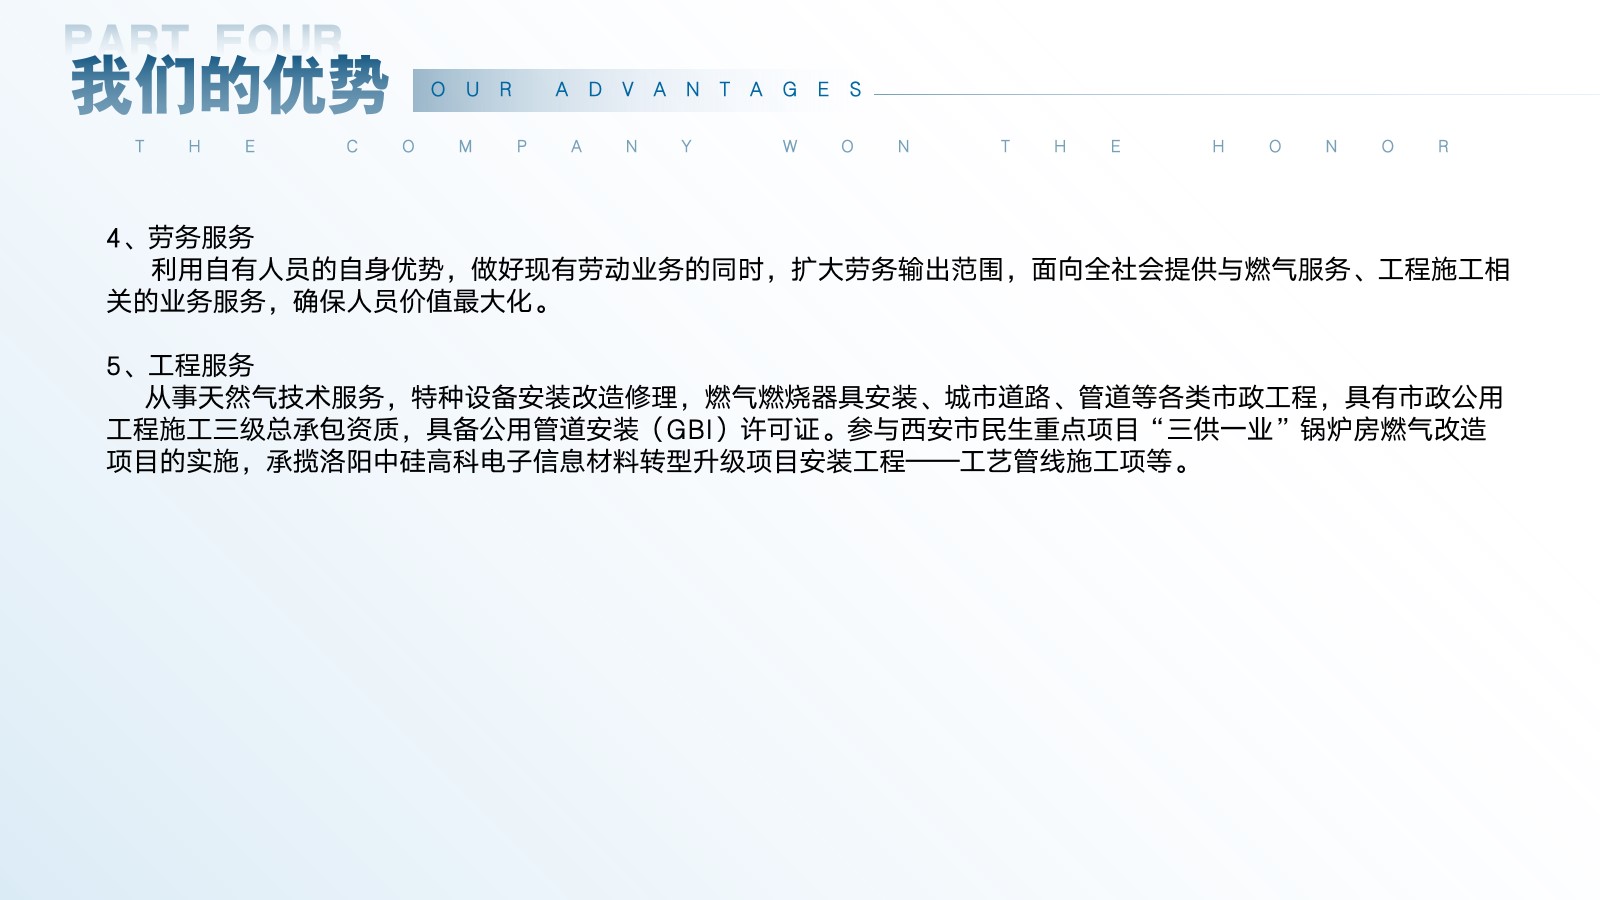 PART FOUR
我们的优势
OUR ADVANTAGES
THE COMPANY WON THE HONOR
4、劳务服务
利用自有人员的自身优势，做好现有劳动业务的同时，扩大劳务输出范围，面向全社会提供与燃气服务、工程施工相
关的业务服务，确保人员价值最大化。
5、工程服务
从事天然气技术服务，特种设备安装改造修理，燃气燃烧器具安装、城市道路、管道等各类市政工程，具有市政公用
工程施工三级总承包资质，具备公用管道安装（GBI）许可证。参与西安市民生重点项目“三供一业”锅炉房燃气改造
项目的实施，承揽洛阳中硅高科电子信息材料转型升级项目安装工程——工艺管线施工项等。